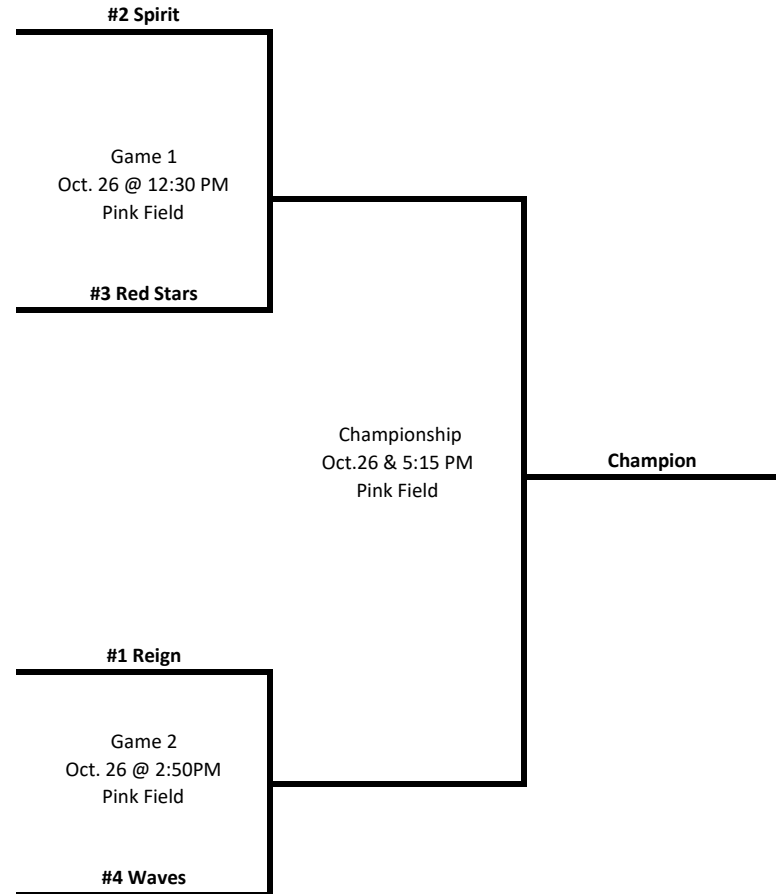 #2 Spirit
Game 1
Oct. 26 @ 12:30 PM
Pink Field
#3 Red Stars
Championship
Oct.26 & 5:15 PM
Pink Field
Champion
#1 Reign
Game 2
Oct. 26 @ 2:50PM
Pink Field
#4 Waves